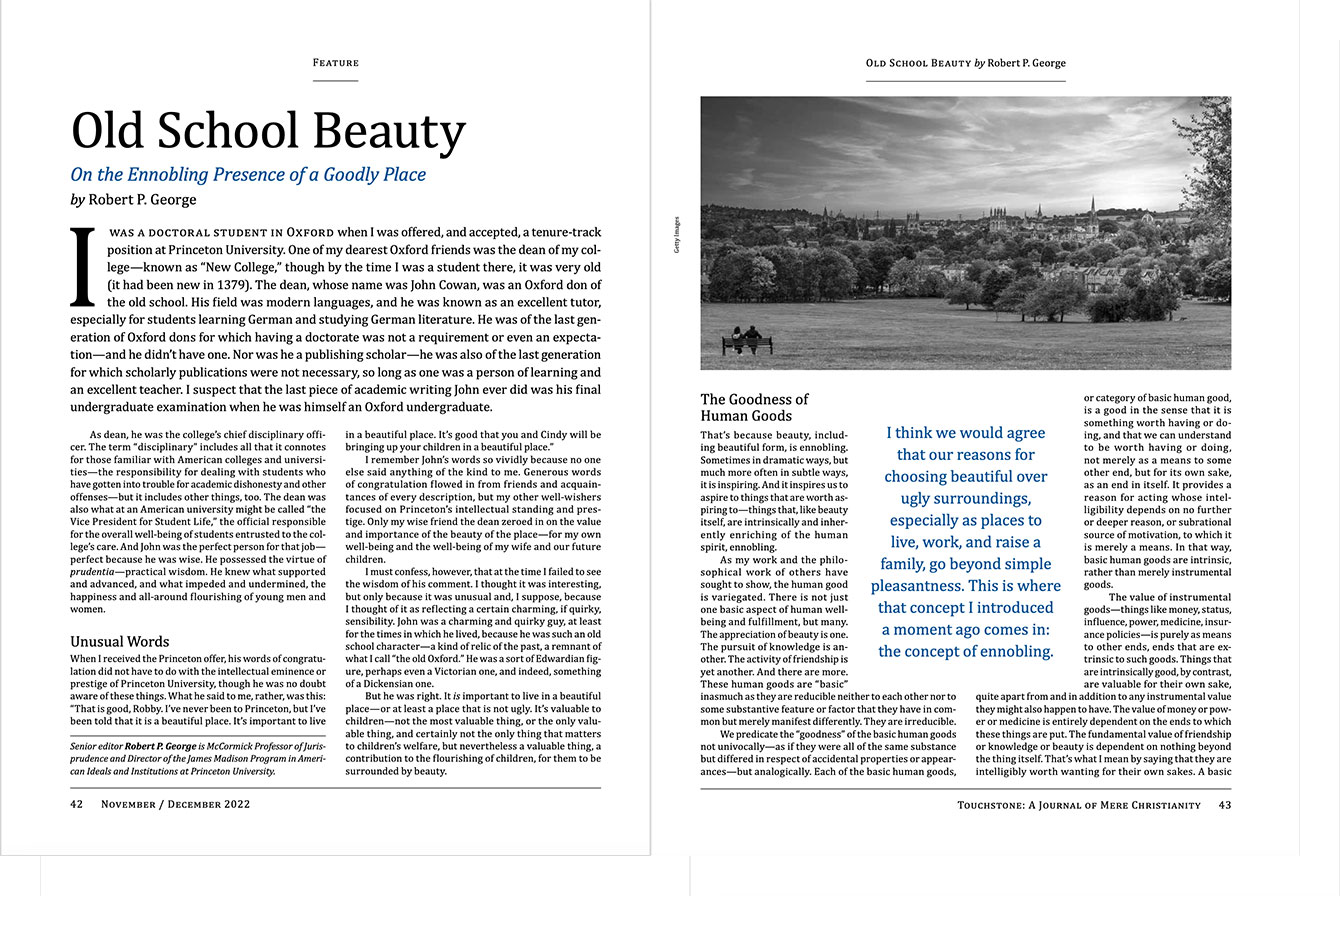 FEATURE
Old School Beauty
On the Ennobling Presence of a Goodly Place
by Robert P. George
I WAS A DOCTORAL STUDENT IN OXFORD when I was offered, and accepted, a tenure-track
position at Princeton University. One of my dearest Oxford friends was the dean of my col-
lege—known as “New College,” though by the time I was a student there, it was very old
(it had been new in 1379). The dean, whose name was John Cowan, was an Oxford don of
the old school. His field was modern languages, and he was known as an excellent tutor,
especially for students learning German and studying German literature. He was of the last gen-
eration of Oxford dons for which having a doctorate was not a requirement or even an expecta-
tion—and he didn’t have one. Nor was he a publishing scholar—he was also of the last generation
for which scholarly publications were not necessary, so long as one was a person of learning and
an excellent teacher. I suspect that the last piece of academic writing John ever did was his final
undergraduate examination when he was himself an Oxford undergraduate.
As dean, he was the college’s chief disciplinary offi-
cer. The term “disciplinary” includes all that it connotes
for those familiar with American colleges and universi-
ties—the responsibility for dealing with students who
have gotten into trouble for academic dishonesty and other
offenses—but it includes other things, too. The dean was
also what at an American university might be called “the
Vice President for Student Life,” the official responsible
for the overall well-being of students entrusted to the col-
lege’s care. And John was the perfect person for that job—
perfect because he was wise. He possessed the virtue of
prudentia—practical wisdom. He knew what supported
and advanced, and what impeded and undermined, the
happiness and all-around flourishing of young men and
women.
Unusual Words
When I received the Princeton offer, his words of congratu-
lation did not have to do with the intellectual eminence or
prestige of Princeton University, though he was no doubt
aware of these things. What he said to me, rather, was this:
“That is good, Robby. I’ve never been to Princeton, but I’ve
been told that it is a beautiful place. It’s important to live
Senior editor Robert P. George is McCormick Professor of Juris-
prudence and Director of the James Madison Program in Ameri-
can Ideals and Institutions at Princeton University.
in a beautiful place. It’s good that you and Cindy will be
bringing up your children in a beautiful place.”
I remember John’s words so vividly because no one
else said anything of the kind to me. Generous words
of congratulation flowed in from friends and acquain-
tances of every description, but my other well-wishers
focused on Princeton’s intellectual standing and pres-
tige. Only my wise friend the dean zeroed in on the value
and importance of the beauty of the place—for my own
well-being and the well-being of my wife and our future
children.
I must confess, however, that at the time I failed to see
the wisdom of his comment. I thought it was interesting,
but only because it was unusual and, I suppose, because
I thought of it as reflecting a certain charming, if quirky,
sensibility. John was a charming and quirky guy, at least
for the times in which he lived, because he was such an old
school character—a kind of relic of the past, a remnant of
what I call “the old Oxford.” He was a sort of Edwardian fig-
ure, perhaps even a Victorian one, and indeed, something
of a Dickensian one.
But he was right. It is important to live in a beautiful
place—or at least a place that is not ugly. It’s valuable to
children—not the most valuable thing, or the only valu-
able thing, and certainly not the only thing that matters
to children’s welfare, but nevertheless a valuable thing, a
contribution to the flourishing of children, for them to be
surrounded by beauty.
42 NOVEMBER / DECEMBER 2022
OLD SCHOOL BEAUTY by Robert P. George
Getty Images
The Goodness of
Human Goods
That’s because beauty, includ-
ing beautiful form, is ennobling.
Sometimes in dramatic ways, but
much more often in subtle ways,
it is inspiring. And it inspires us to
aspire to things that are worth as-
piring to—things that, like beauty
itself, are intrinsically and inher-
ently enriching of the human
spirit, ennobling.
As my work and the philo-
sophical work of others have
sought to show, the human good
is variegated. There is not just
one basic aspect of human well-
being and fulfillment, but many.
The appreciation of beauty is one.
The pursuit of knowledge is an-
other. The activity of friendship is
yet another. And there are more.
These human goods are “basic”
inasmuch as they are reducible neither to each other nor to
some substantive feature or factor that they have in com-
mon but merely manifest differently. They are irreducible.
We predicate the “goodness” of the basic human goods
not univocally—as if they were all of the same substance
but differed in respect of accidental properties or appear-
ances—but analogically. Each of the basic human goods,
I think we would agree
that our reasons for
choosing beautiful over
ugly surroundings,
especially as places to
live, work, and raise a
family, go beyond simple
pleasantness. This is where
that concept I introduced
a moment ago comes in:
the concept of ennobling.
or category of basic human good,
is a good in the sense that it is
something worth having or do-
ing, and that we can understand
to be worth having or doing,
not merely as a means to some
other end, but for its own sake,
as an end in itself. It provides a
reason for acting whose intel-
ligibility depends on no further
or deeper reason, or subrational
source of motivation, to which it
is merely a means. In that way,
basic human goods are intrinsic,
rather than merely instrumental
goods.
The value of instrumental
goods—things like money, status,
influence, power, medicine, insur-
ance policies—is purely as means
to other ends, ends that are ex-
trinsic to such goods. Things that
are intrinsically good, by contrast,
are valuable for their own sake,
quite apart from and in addition to any instrumental value
they might also happen to have. The value of money or pow-
er or medicine is entirely dependent on the ends to which
these things are put. The fundamental value of friendship
or knowledge or beauty is dependent on nothing beyond
the thing itself. That’s what I mean by saying that they are
intelligibly worth wanting for their own sakes. A basic
TOUCHSTONE: A JOURNAL OF MERE CHRISTIANITY 43